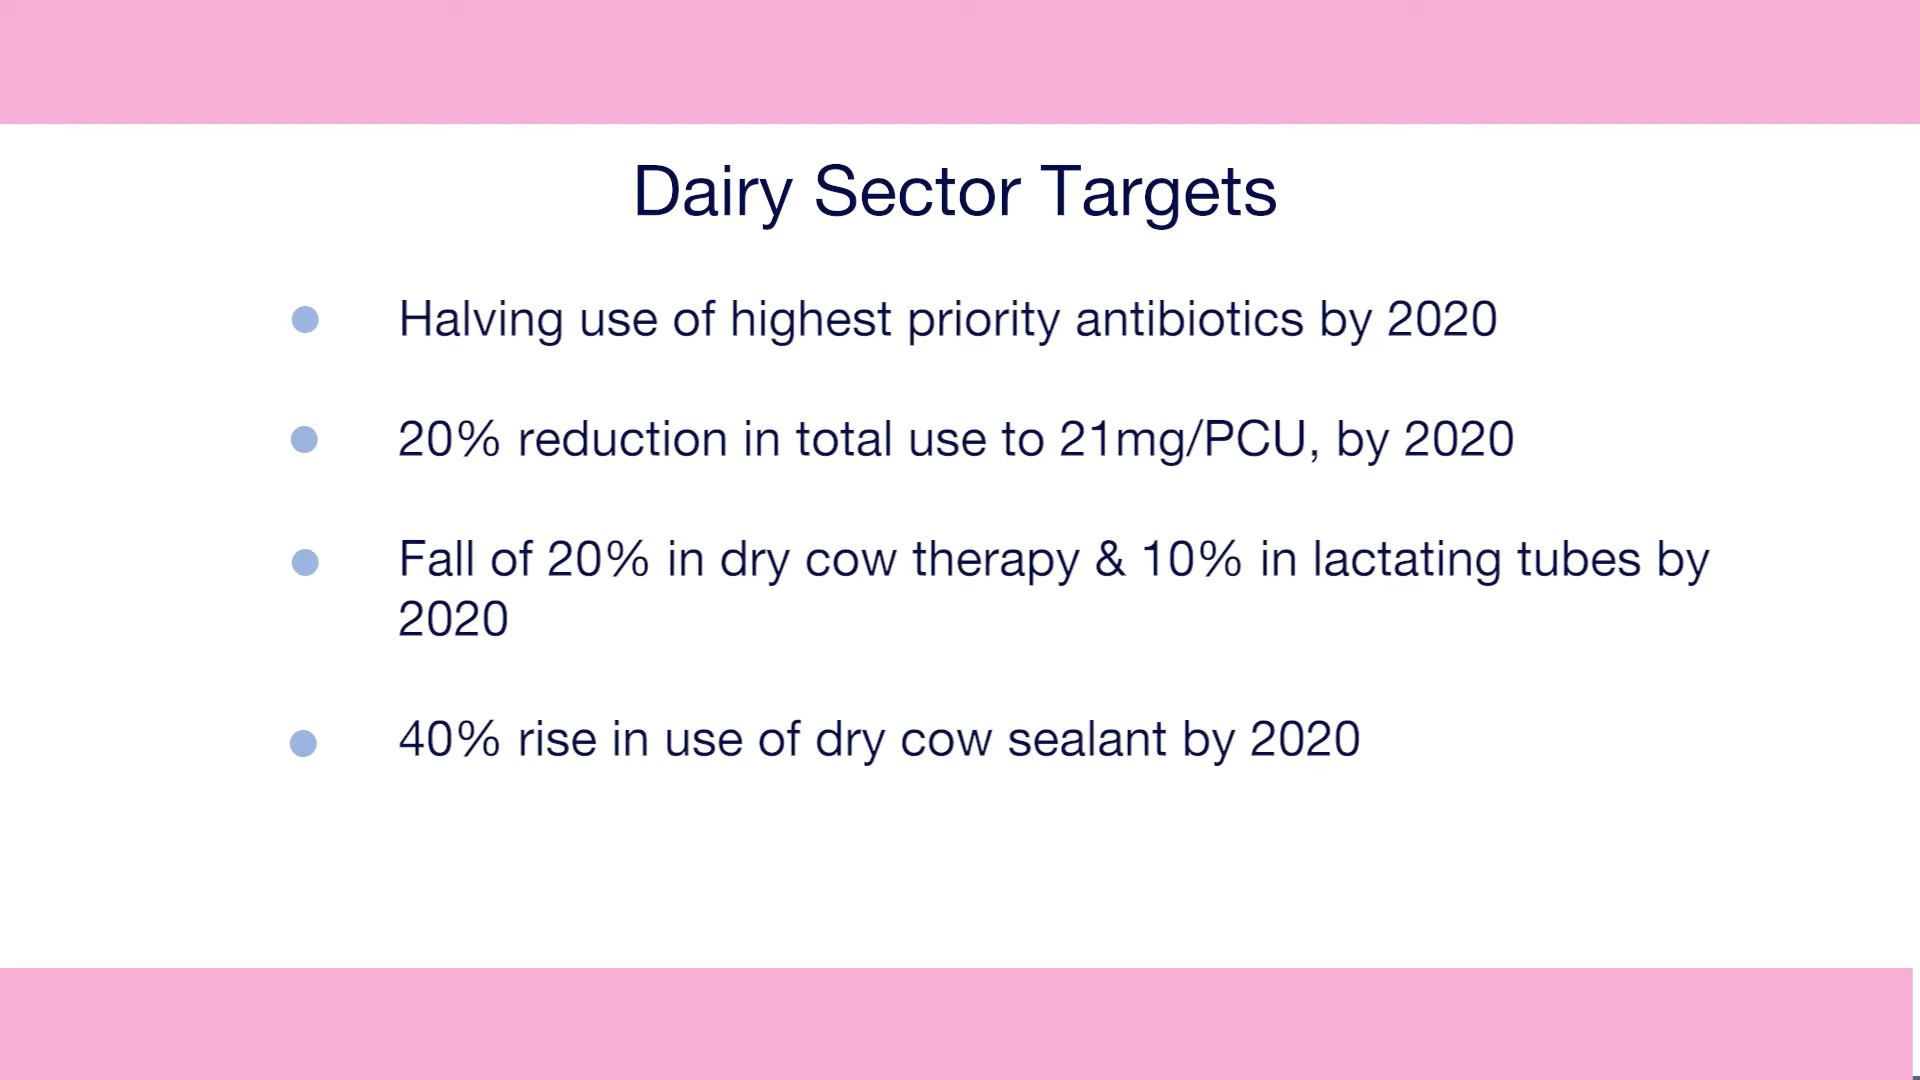 Dairy Sector Targets
Halving use of highest priority antibiotics by 2020
20% reduction in total use to 21mg/PCU, by 2020
Fall of 20% in dry cow therapy & 10% in lactating tubes by
2020
40% rise in use of dry cow sealant by 2020